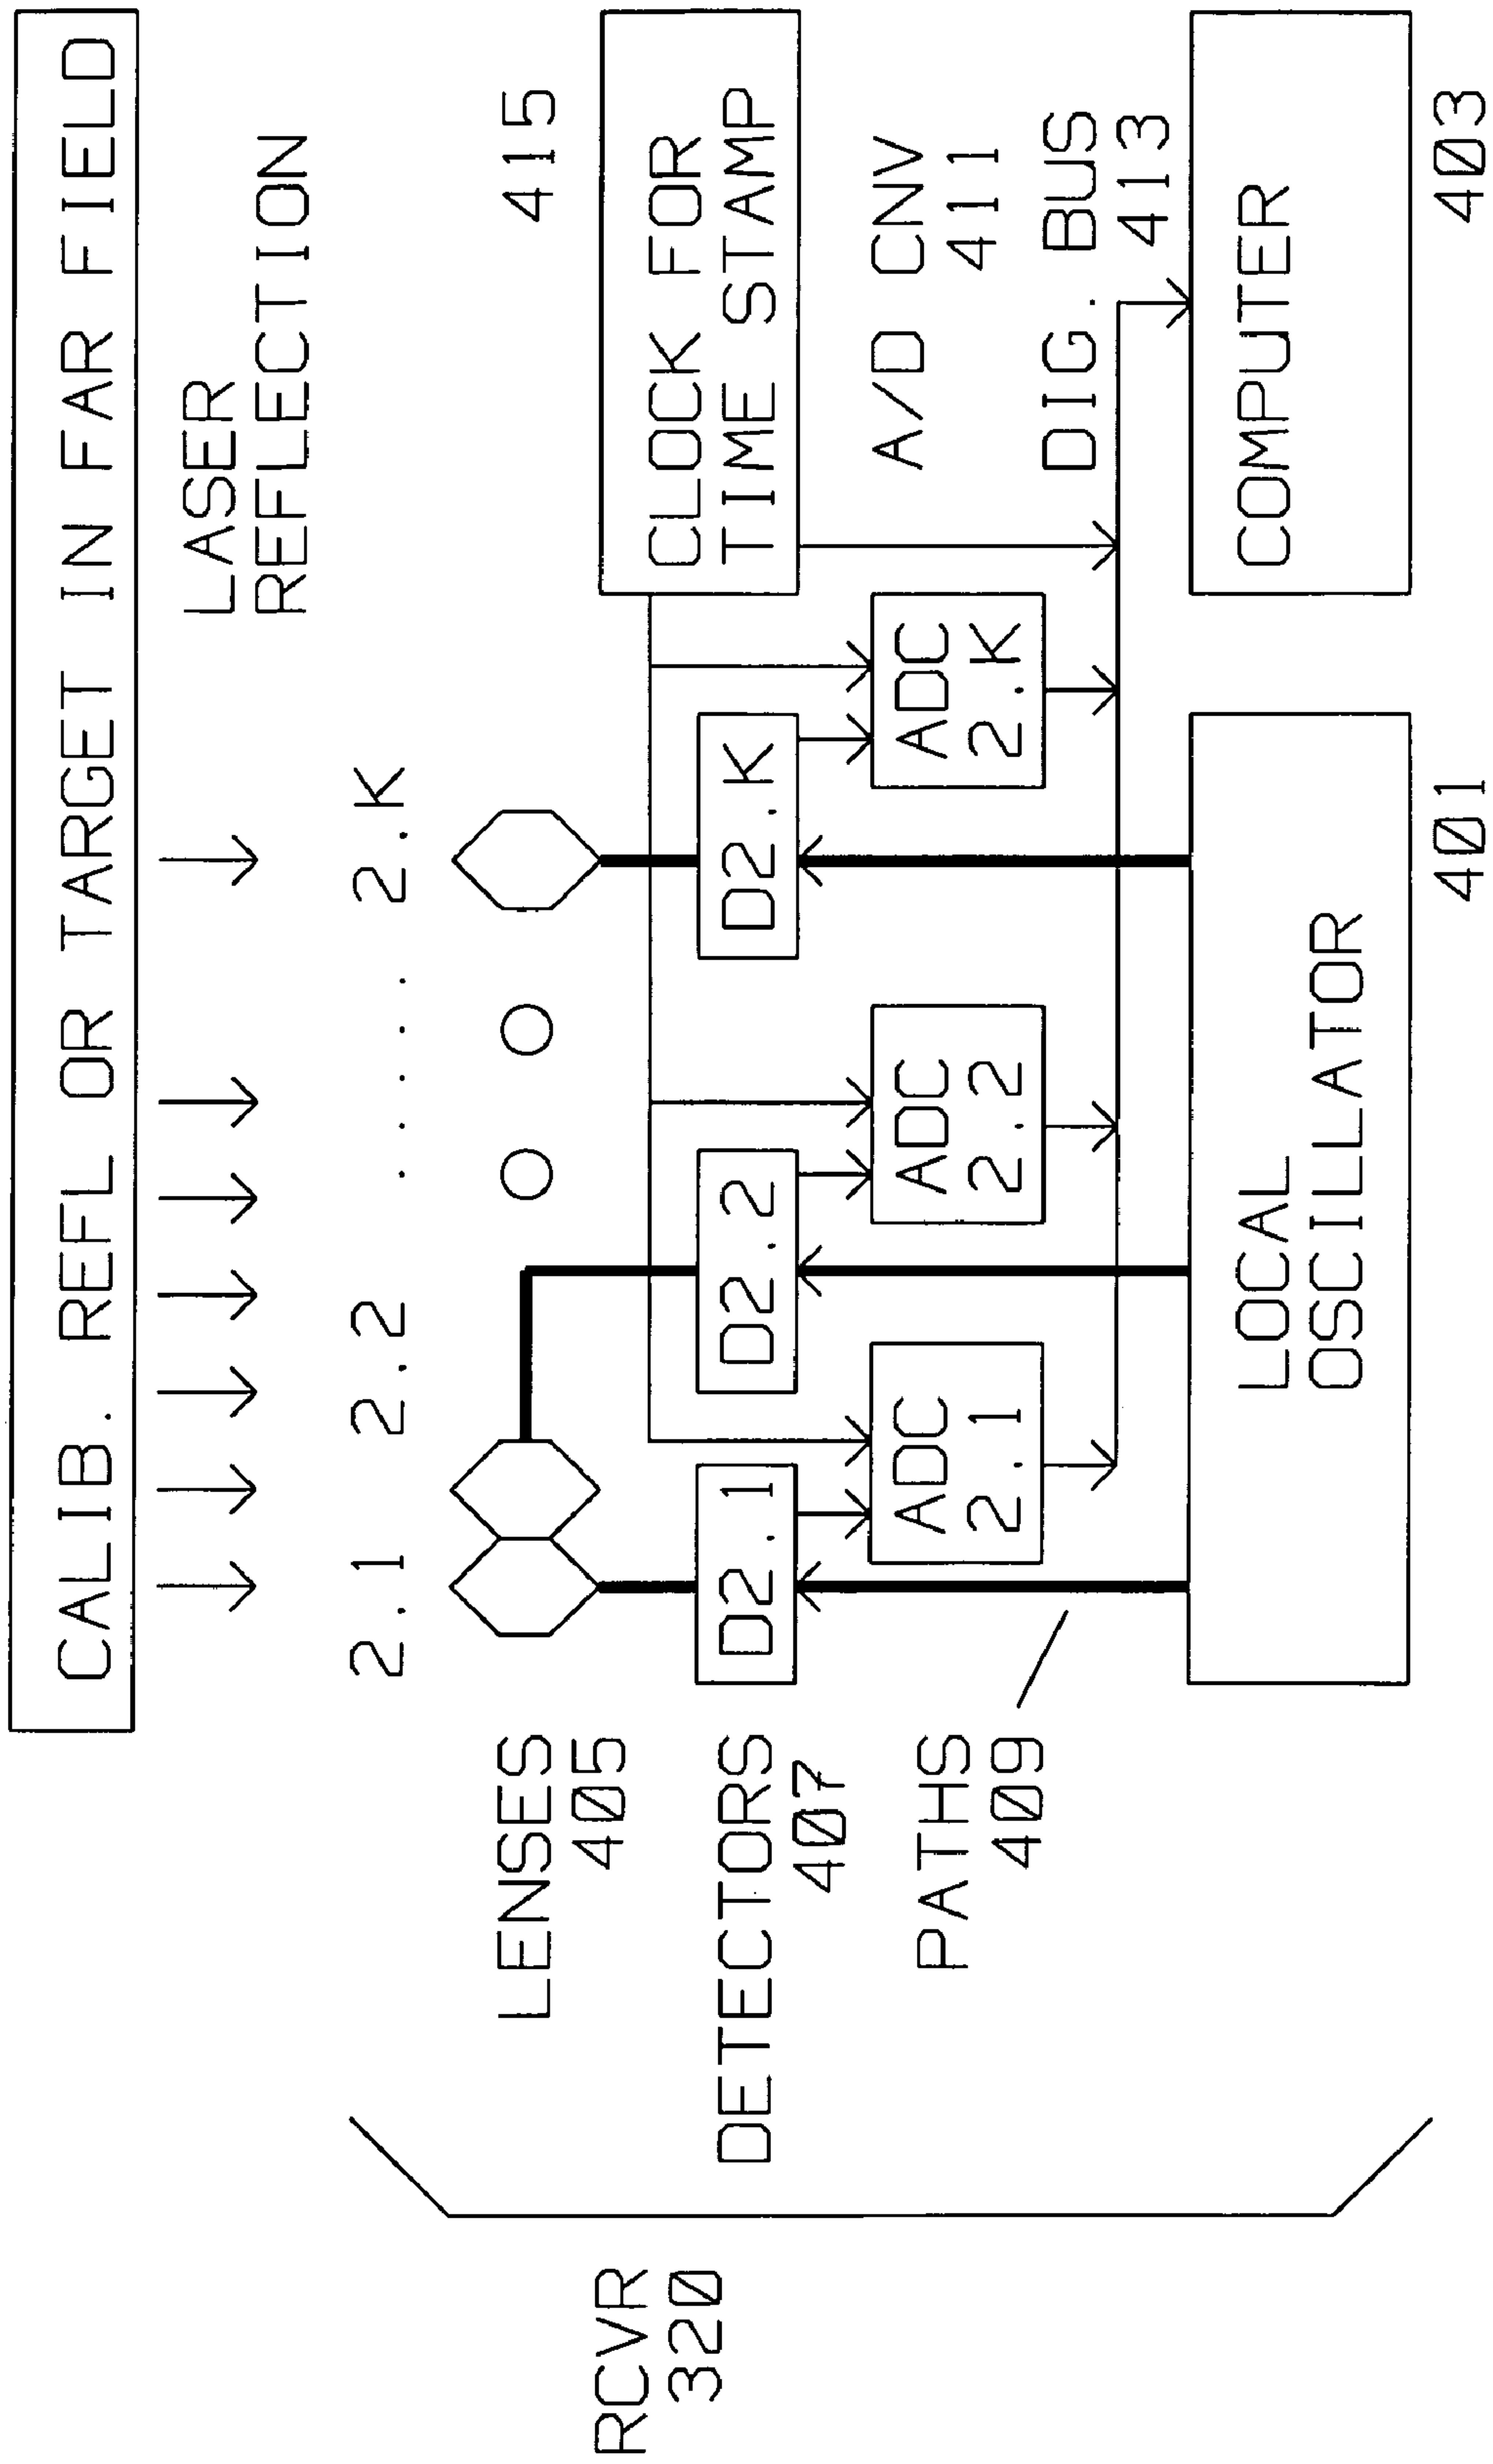 CALIB. REFL OR TARGET IN FAR FIELD
LASER
REFLECTION
2.1 2.2 ..... 2.K
415
LENSES
405
CLOCK FOR
TIME STAMP
RCVR
320
DETECTORS
407
D2.1
D2.2
D2.K
A/D CNV
411
PATHS
409
ADC
2.1
ADC
2.2
ADC
2.K
DIG. BUS
413
LOCAL
OSCILLATOR
COMPUTER
401
403